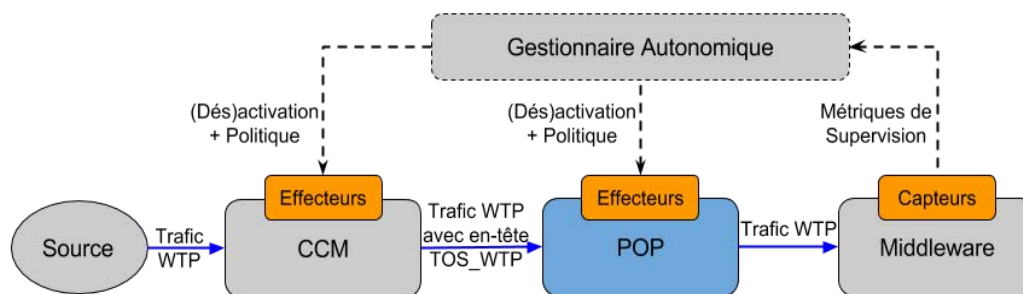 Gestionnaire Autonomique
(Dés)activation
+ Politique
(Dés)activation
+ Politique
Métriques de
Supervision
Effecteurs
Effecteurs
Capteurs
Source
Trafic
WTP
CCM
Trafic WTP
avec en-tête
TOS_WTP
POP
Trafic WTP
Middleware